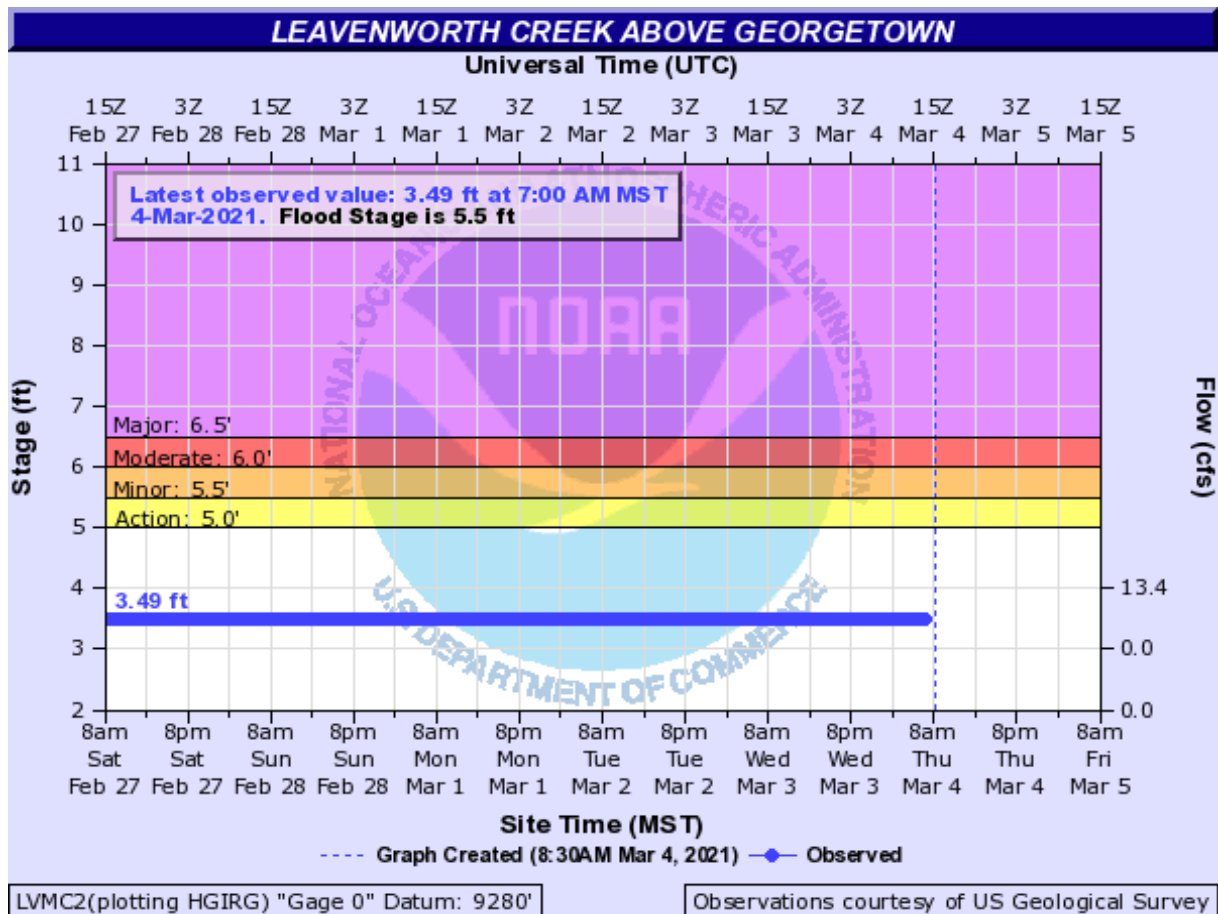 LEAVENWORTH CREEK ABOVE GEORGETOWN
Universal Time (UTC)
15Z 3Z 15Z 3Z 15Z 3Z 15Z 3Z 15Z 3Z 15Z 3Z 15Z
Feb 27 Feb 28 Feb 28 Mar 1 Mar 1 Mar 2 Mar 2 Mar 3 Mar 3 Mar 4 Mar 4 Mar 5 Mar 5
Latest observed value: 3.49 ft at 7:00 AM MST
4-Mar-2021. Flood Stage is 5.5 ft
NATIONAL OCEANIC AND ATMOSPHERIC ADMINISTRATION
NOAA
U.S. DEPARTMENT OF COMMERCE
Stage (ft)
11
10
9
8
7
6
5
4
3
2
Major: 6.5'
Moderate: 6.0'
Minor: 5.5'
Action: 5.0'
3.49 ft
Flow (cfs)
13.4
0.0
0.0
8am 8pm 8am 8pm 8am 8pm 8am 8pm 8am 8pm 8am 8pm 8am
Sat Sat Sun Sun Mon Mon Tue Tue Wed Wed Thu Thu Fri
Feb 27 Feb 27 Feb 28 Feb 28 Mar 1 Mar 1 Mar 2 Mar 2 Mar 3 Mar 3 Mar 4 Mar 4 Mar 5
Site Time (MST)
Graph Created (8:30AM Mar 4, 2021) Observed
LVMC2(plotting HGIRG) "Gage 0" Datum: 9280'
Observations courtesy of US Geological Survey